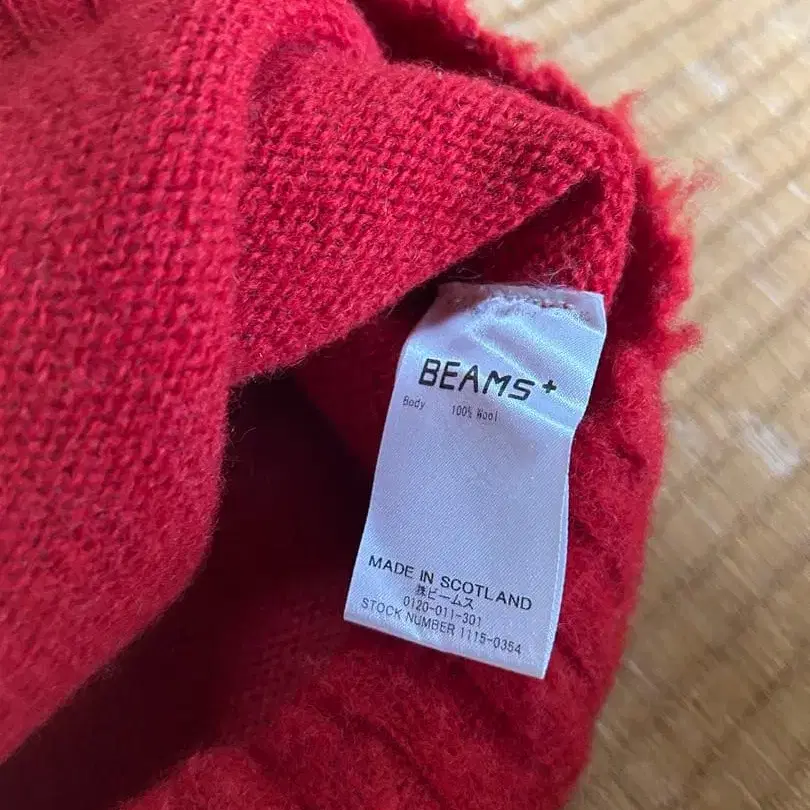 BEAMS+
Body 100% Wool
MADE IN SCOTLAND
㈱ビームス
0120-011-301
STOCK NUMBER 1115-0354